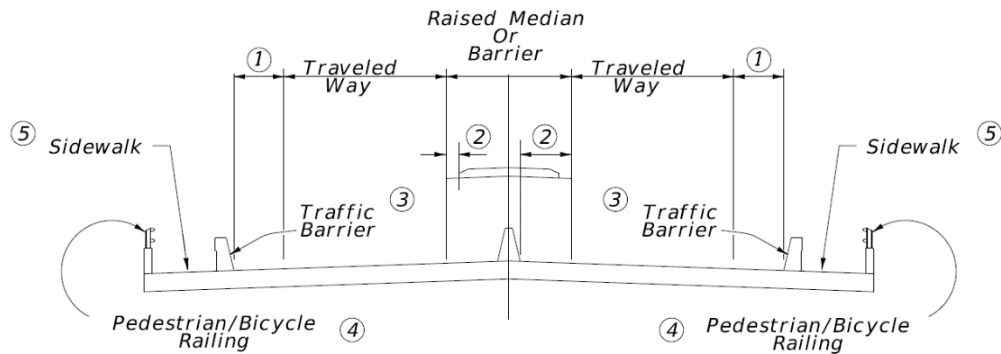 Raised Median
Or
Barrier
①
Traveled
Way
Traveled
Way
①
⑤
Sidewalk
②
②
Sidewalk
⑤
③
Traffic
Barrier
③
Traffic
Barrier
Pedestrian/Bicycle
Railing
④
④
Pedestrian/Bicycle
Railing